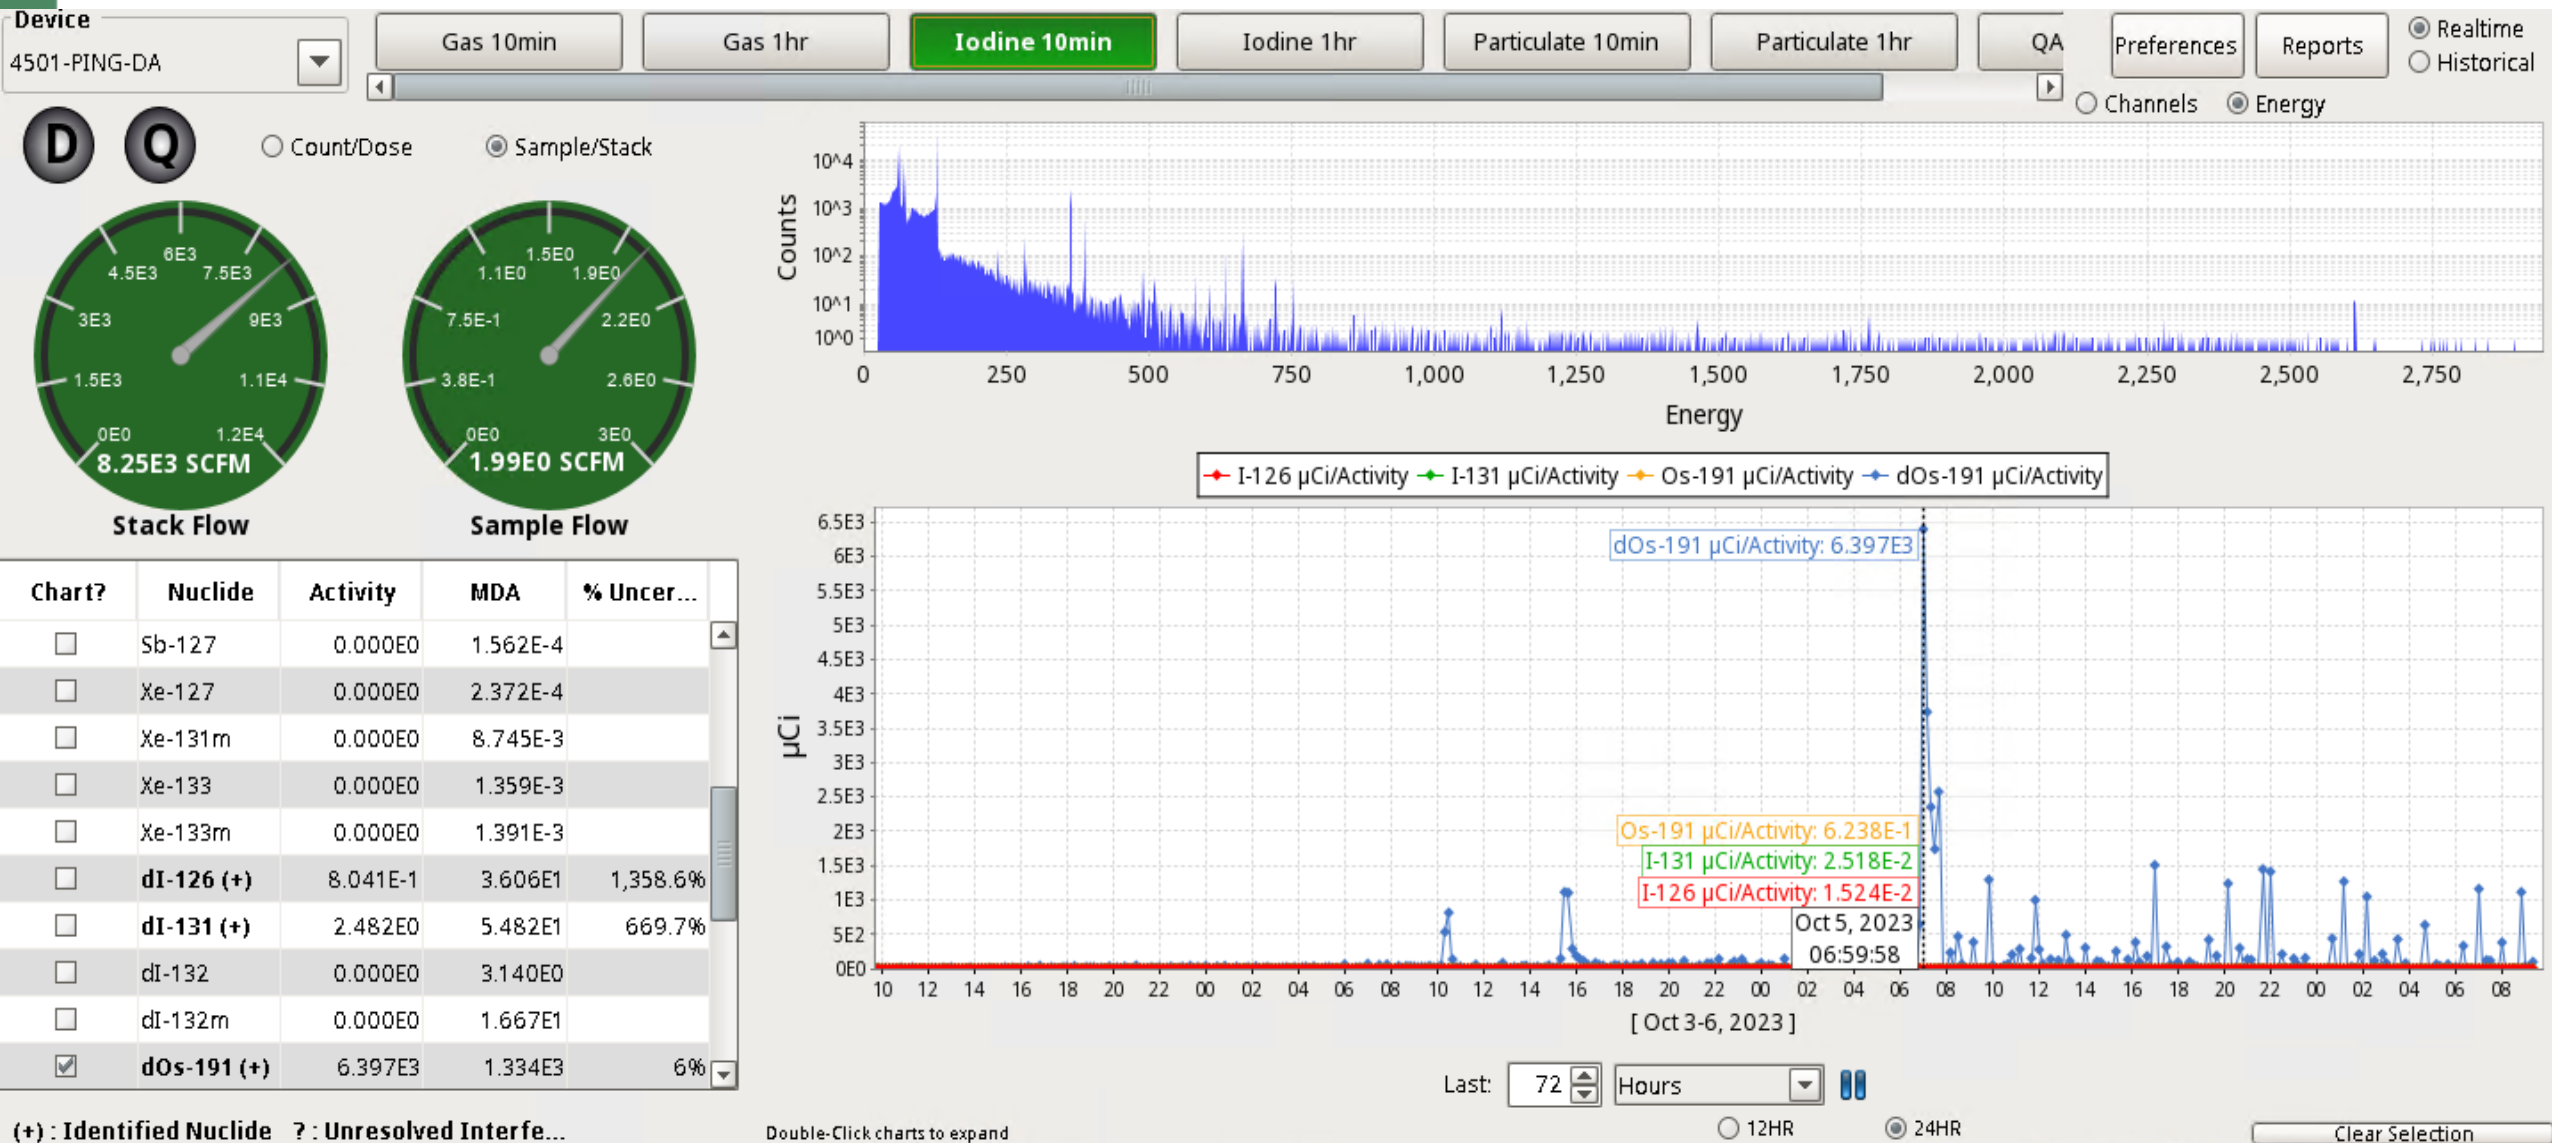 Device
4501-PING-DA
Gas 10min
Gas 1hr
Iodine 10min
Iodine 1hr
Particulate 10min
Particulate 1hr
QA
Preferences
Reports
Realtime
Historical
Channels
Energy
D
Q
Count/Dose
Sample/Stack
0E0
1.5E3
3E3
4.5E3
6E3
7.5E3
9E3
1.1E4
1.2E4
8.25E3 SCFM
Stack Flow
0E0
3.8E-1
7.5E-1
1.1E0
1.5E0
1.9E0
2.2E0
2.6E0
3E0
1.99E0 SCFM
Sample Flow
Counts
10^4
10^3
10^2
10^1
10^0
0 250 500 750 1,000 1,250 1,500 1,750 2,000 2,250 2,500 2,750
Energy
Chart? Nuclide Activity MDA % Uncer...
Sb-127 0.000E0 1.562E-4
Xe-127 0.000E0 2.372E-4
Xe-131m 0.000E0 8.745E-3
Xe-133 0.000E0 1.359E-3
Xe-133m 0.000E0 1.391E-3
dI-126 (+) 8.041E-1 3.606E1 1,358.6%
dI-131 (+) 2.482E0 5.482E1 669.7%
dI-132 0.000E0 3.140E0
dI-132m 0.000E0 1.667E1
dOs-191 (+) 6.397E3 1.334E3 6%
(+) : Identified Nuclide ? : Unresolved Interfe...
I-126 µCi/Activity I-131 µCi/Activity Os-191 µCi/Activity dOs-191 µCi/Activity
µCi
6.5E3
6E3
5.5E3
5E3
4.5E3
4E3
3.5E3
3E3
2.5E3
2E3
1.5E3
1E3
5E2
0E0
dOs-191 µCi/Activity: 6.397E3
Os-191 µCi/Activity: 6.238E-1
I-131 µCi/Activity: 2.518E-2
I-126 µCi/Activity: 1.524E-2
Oct 5, 2023
06:59:58
10 12 14 16 18 20 22 00 02 04 06 08 10 12 14 16 18 20 22 00 02 04 06 08 10 12 14 16 18 20 22 00 02 04 06 08
[ Oct 3-6, 2023 ]
Last: 72 Hours
12HR
24HR
Double-Click charts to expand
Clear Selection